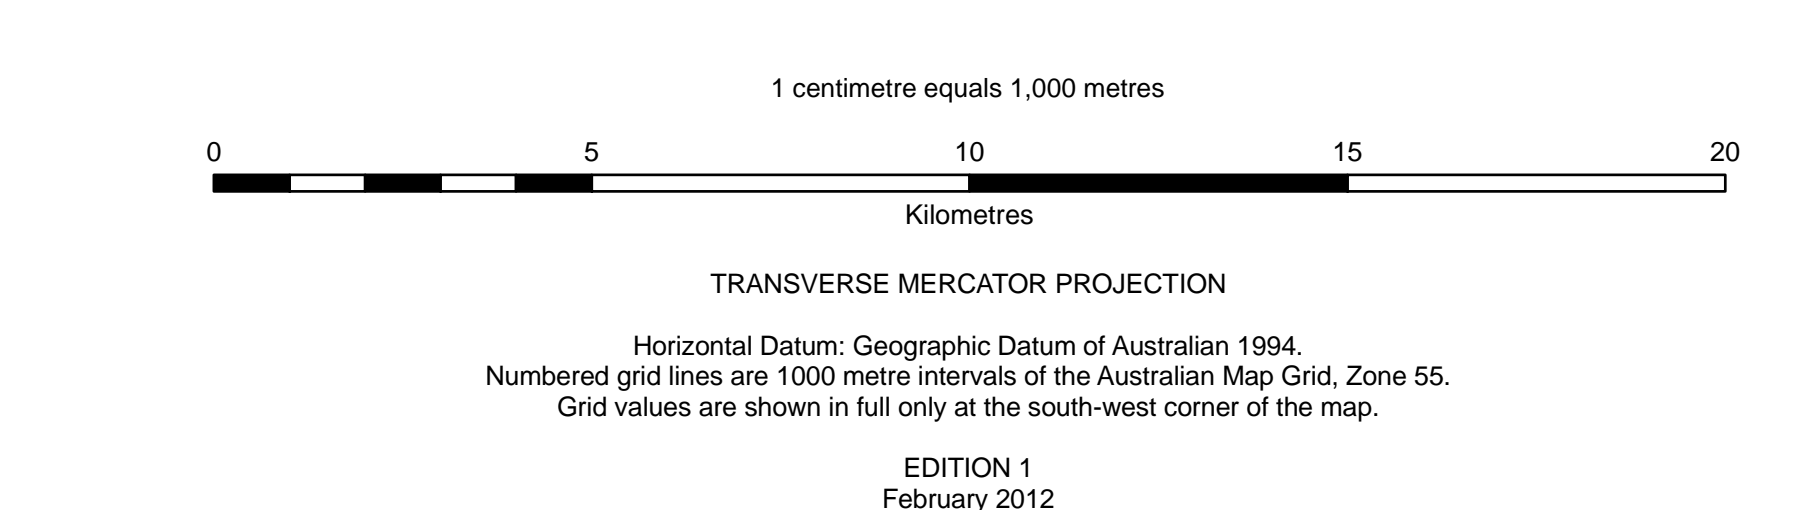 1 centimetre equals 1,000 metres
0 5 10 15 20
Kilometres
TRANSVERSE MERCATOR PROJECTION
Horizontal Datum: Geographic Datum of Australian 1994.
Numbered grid lines are 1000 metre intervals of the Australian Map Grid, Zone 55.
Grid values are shown in full only at the south-west corner of the map.
EDITION 1
February 2012